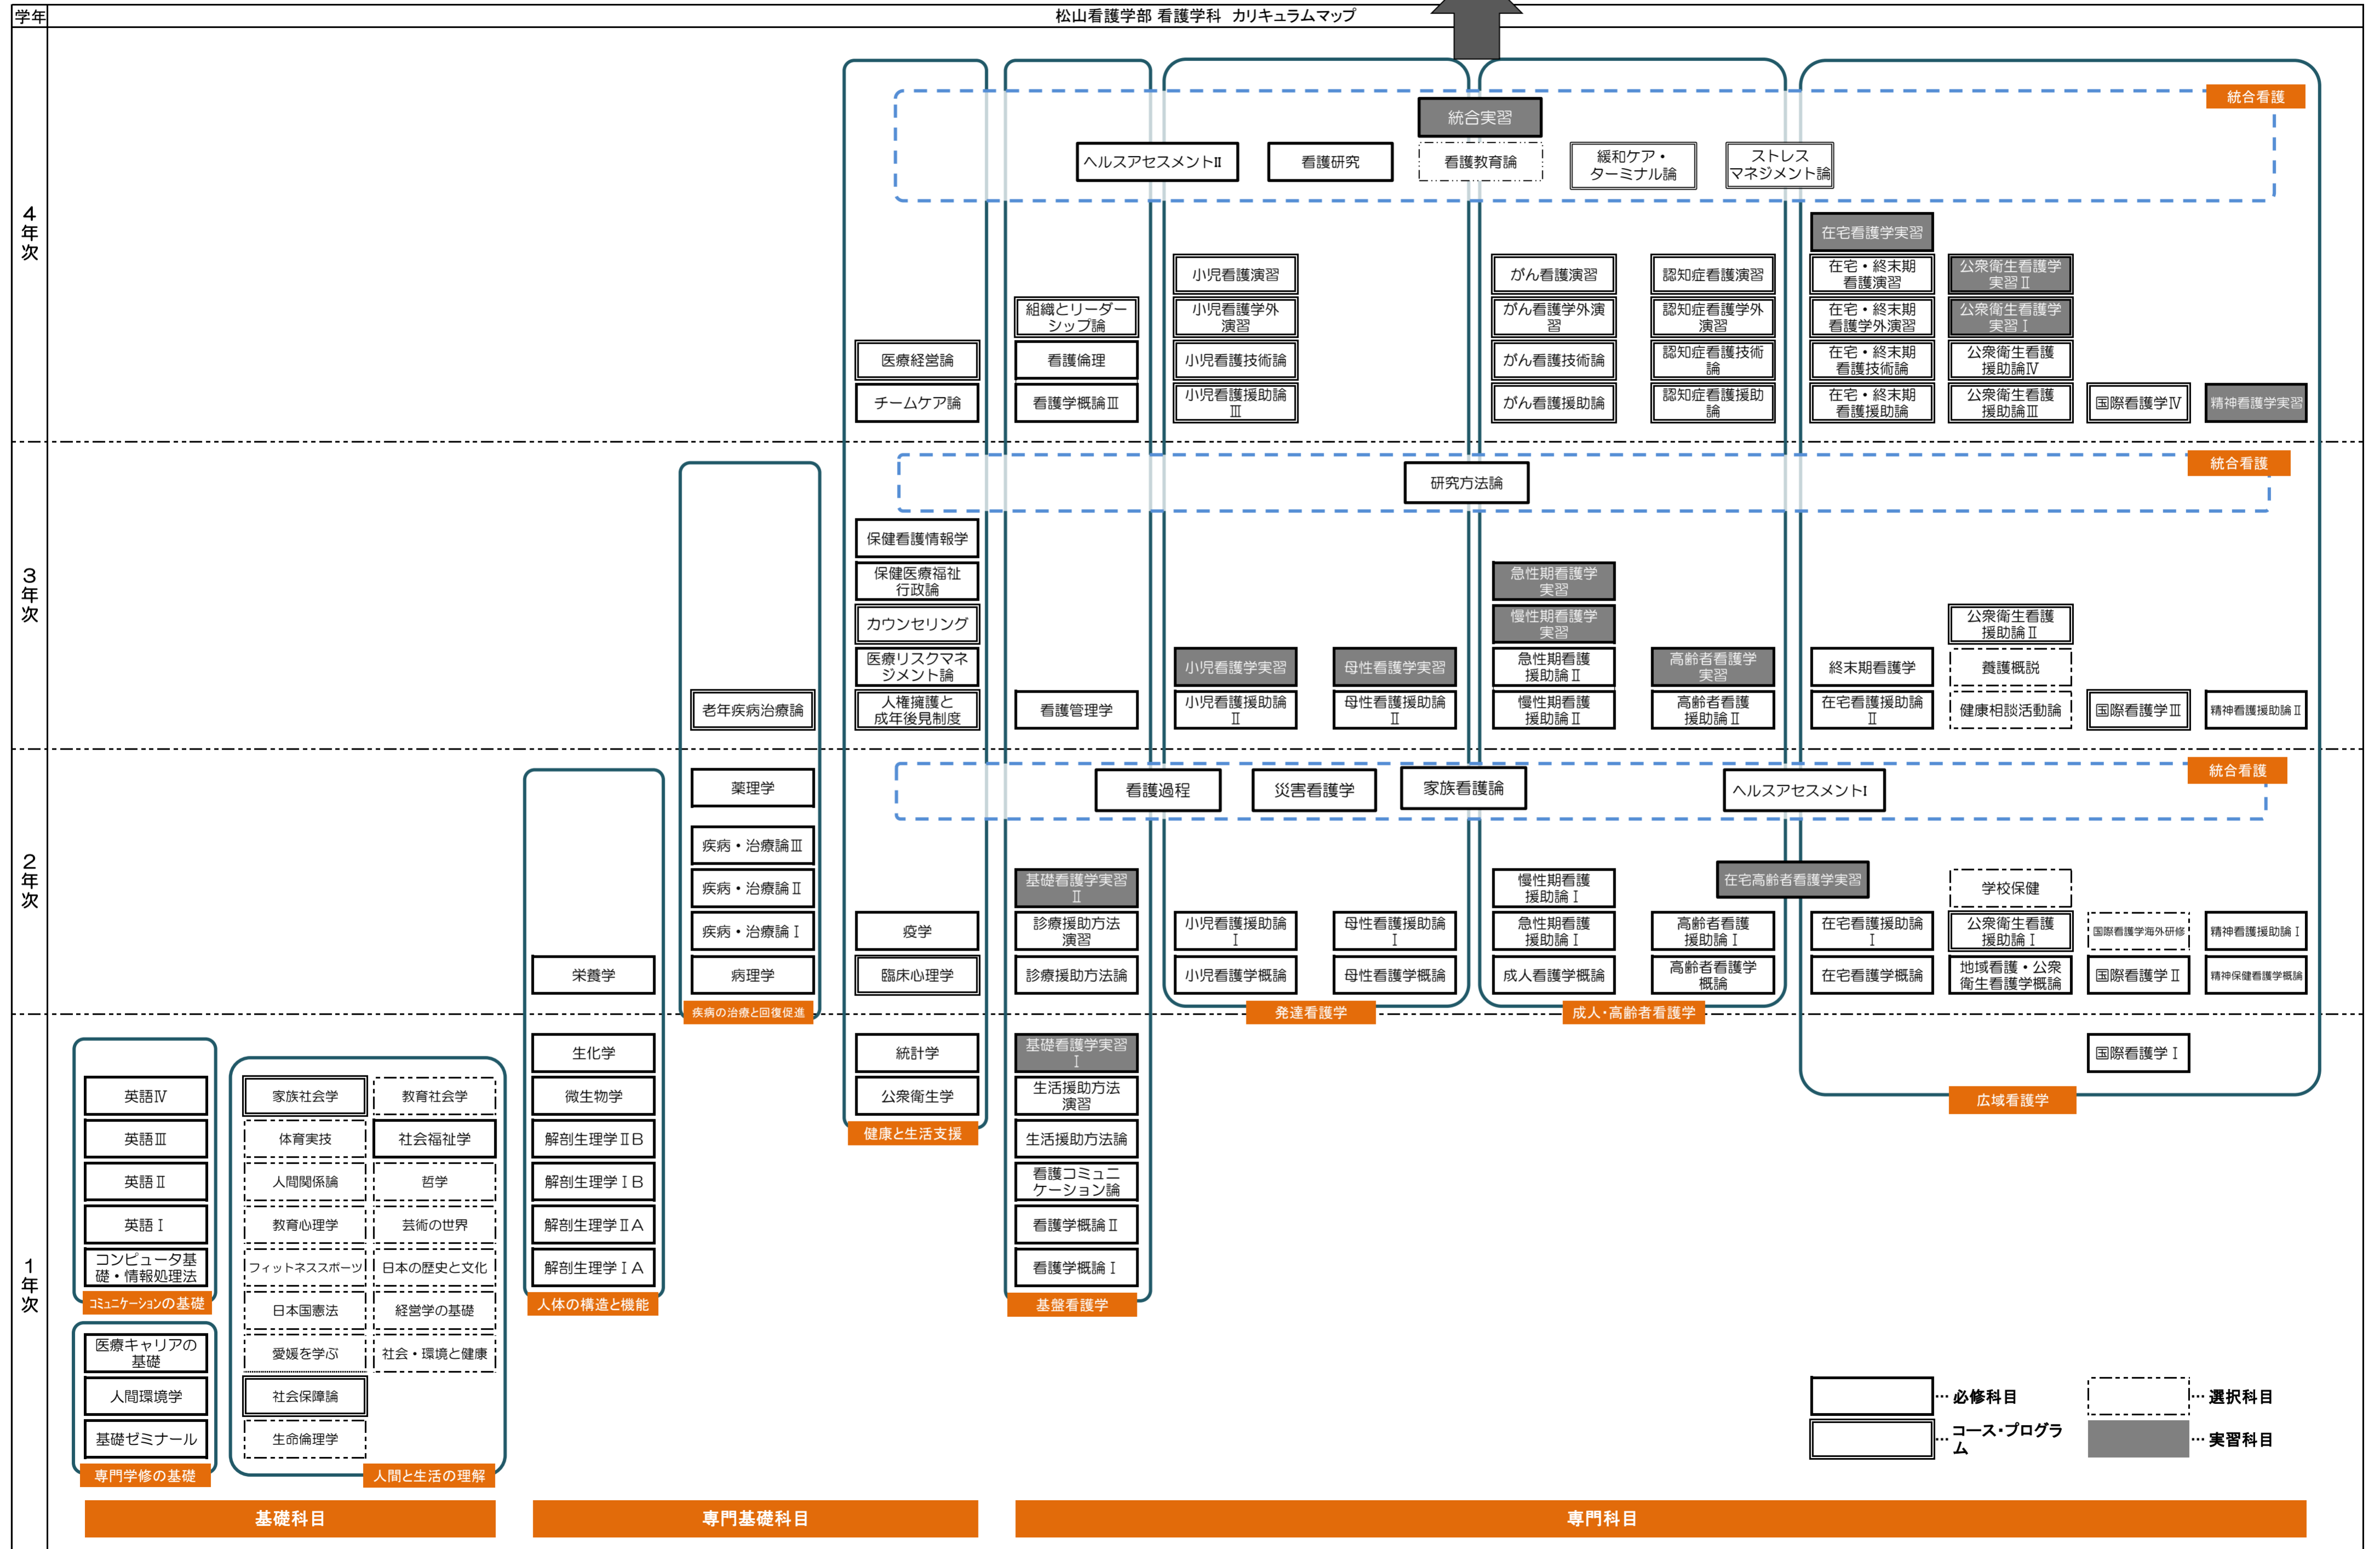 学年
松山看護学部 看護学科 カリキュラムマップ
4年次
統合看護
統合実習
ヘルスアセスメントⅡ
看護研究
看護教育論
緩和ケア・
ターミナル論
ストレス
マネジメント論
在宅看護学実習
小児看護演習
がん看護演習
認知症看護演習
在宅・終末期
看護演習
公衆衛生看護学
実習Ⅱ
組織とリーダー
シップ論
小児看護学外
演習
がん看護学外演
習
認知症看護学外
演習
在宅・終末期
看護学外演習
公衆衛生看護学
実習Ⅰ
医療経営論
看護倫理
小児看護技術論
がん看護技術論
認知症看護技術
論
在宅・終末期
看護技術論
公衆衛生看護
援助論Ⅳ
チームケア論
看護学概論Ⅲ
小児看護援助論
Ⅲ
がん看護援助論
認知症看護援助
論
在宅・終末期
看護援助論
公衆衛生看護
援助論Ⅲ
国際看護学Ⅳ
精神看護学実習
3年次
統合看護
研究方法論
保健看護情報学
保健医療福祉
行政論
急性期看護学
実習
カウンセリング
慢性期看護学
実習
公衆衛生看護
援助論Ⅱ
医療リスクマネ
ジメント論
小児看護学実習
母性看護学実習
急性期看護
援助論Ⅱ
高齢者看護学
実習
終末期看護学
養護概説
老年疾病治療論
人権擁護と
成年後見制度
看護管理学
小児看護援助論
Ⅱ
母性看護援助論
Ⅱ
慢性期看護
援助論Ⅱ
高齢者看護
援助論Ⅱ
在宅看護援助論
Ⅱ
健康相談活動論
国際看護学Ⅲ
精神看護援助論Ⅱ
2年次
統合看護
薬理学
看護過程
災害看護学
家族看護論
ヘルスアセスメントⅠ
疾病・治療論Ⅲ
疾病・治療論Ⅱ
基礎看護学実習
Ⅱ
慢性期看護
援助論Ⅰ
在宅高齢者看護学実習
学校保健
疾病・治療論Ⅰ
疫学
診療援助方法
演習
小児看護援助論
Ⅰ
母性看護援助論
Ⅰ
急性期看護
援助論Ⅰ
高齢者看護
援助論Ⅰ
在宅看護援助論
Ⅰ
公衆衛生看護
援助論Ⅰ
国際看護学海外研修
精神看護援助論Ⅰ
栄養学
病理学
臨床心理学
診療援助方法論
小児看護学概論
母性看護学概論
成人看護学概論
高齢者看護学
概論
在宅看護学概論
地域看護・公衆
衛生看護学概論
国際看護学Ⅱ
精神保健看護学概論
疾病の治療と回復促進
発達看護学
成人・高齢者看護学
1年次
生化学
統計学
基礎看護学実習
Ⅰ
国際看護学Ⅰ
英語Ⅳ
家族社会学
教育社会学
微生物学
公衆衛生学
生活援助方法
演習
広域看護学
英語Ⅲ
体育実技
社会福祉学
解剖生理学ⅡB
健康と生活支援
生活援助方法論
英語Ⅱ
人間関係論
哲学
解剖生理学ⅠB
看護コミュニ
ケーション論
英語Ⅰ
教育心理学
芸術の世界
解剖生理学ⅡA
看護学概論Ⅱ
コンピュータ基
礎・情報処理法
フィットネススポーツ
日本の歴史と文化
解剖生理学ⅠA
看護学概論Ⅰ
コミュニケーションの基礎
日本国憲法
経営学の基礎
人体の構造と機能
基盤看護学
医療キャリアの
基礎
愛媛を学ぶ
社会・環境と健康
人間環境学
社会保障論
基礎ゼミナール
生命倫理学
専門学修の基礎
人間と生活の理解
… 必修科目
… 選択科目
… コース・プログラ
ム
… 実習科目
基礎科目
専門基礎科目
専門科目